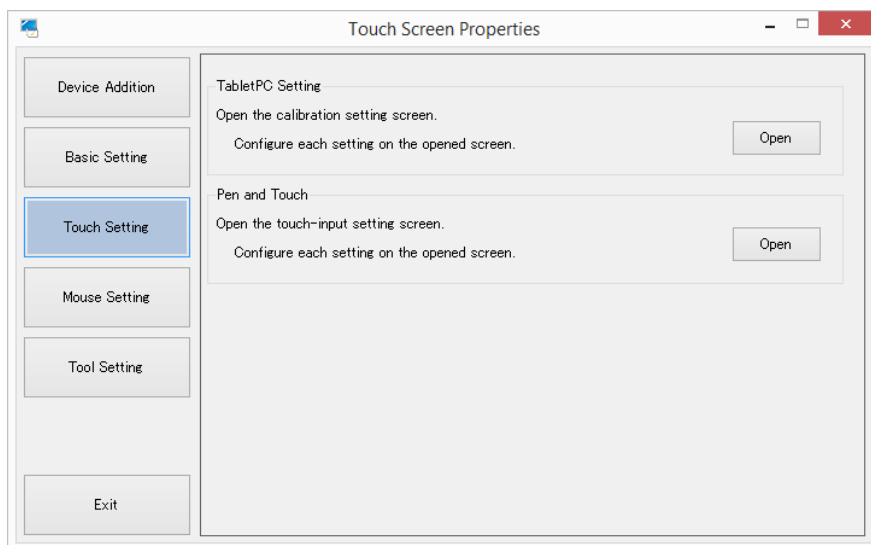 Touch Screen Properties
Device Addition
Basic Setting
Touch Setting
Mouse Setting
Tool Setting
Exit
TabletPC Setting
Open the calibration setting screen.
Configure each setting on the opened screen.
Open
Pen and Touch
Open the touch-input setting screen.
Configure each setting on the opened screen.
Open